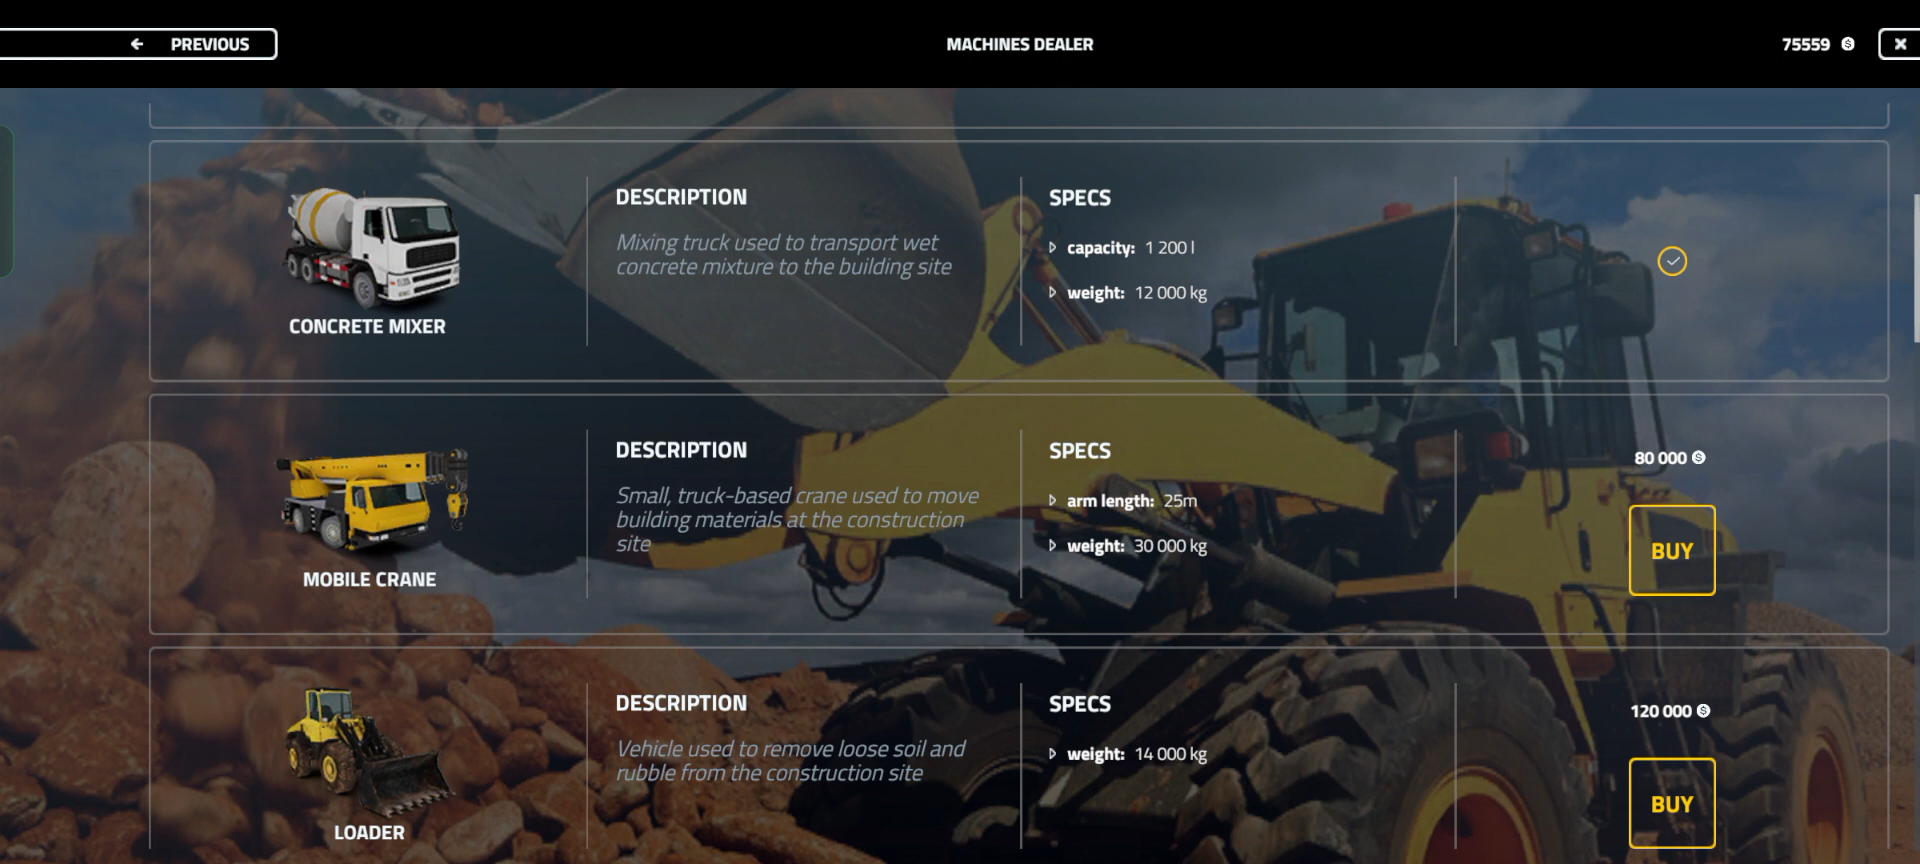 PREVIOUS
MACHINES DEALER
75559
CONCRETE MIXER
DESCRIPTION
Mixing truck used to transport wet
concrete mixture to the building site
SPECS
capacity: 1 200 l
weight: 12 000 kg
MOBILE CRANE
DESCRIPTION
Small, truck-based crane used to move
building materials at the construction
site
SPECS
arm length: 25m
weight: 30 000 kg
80 000
BUY
LOADER
DESCRIPTION
Vehicle used to remove loose soil and
rubble from the construction site
SPECS
weight: 14 000 kg
120 000
BUY